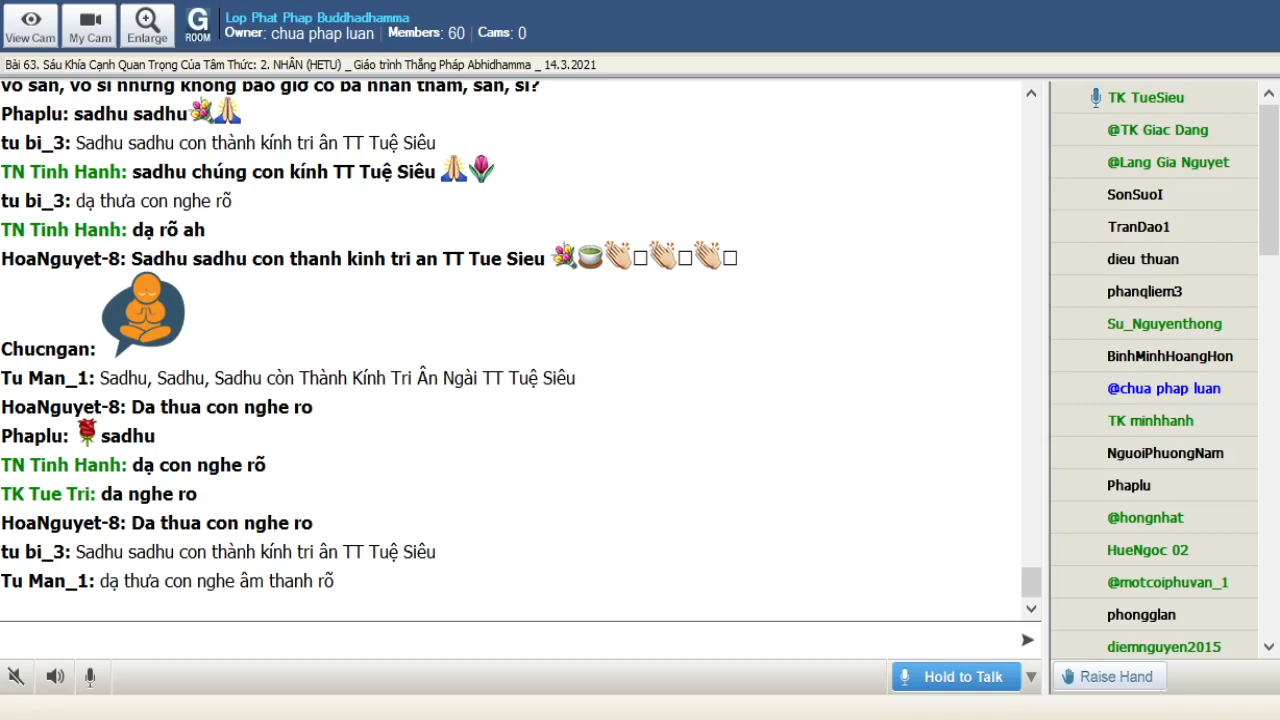 View Cam
My Cam
Enlarge
G
ROOM
Lop Phat Phap Buddhadhamma
Owner: chua phap luan | Members: 60 | Cams: 0
Bài 63. Sáu Khía Cạnh Quan Trọng Của Tâm Thức: 2. NHÂN (HETU) _ Giáo trình Thắng Pháp Abhidhamma _ 14.3.2021
vô sân, vô si nhưng không bao giờ có ba nhân tham, sân, si?
Phaplu: sadhu sadhu💐🙏
tu bi_3: Sadhu sadhu con thành kính tri ân TT Tuệ Siêu
TN Tinh Hanh: sadhu chúng con kính TT Tuệ Siêu 🙏🌷
tu bi_3: dạ thưa con nghe rõ
TN Tinh Hanh: dạ rõ ah
HoaNguyet-8: Sadhu sadhu con thanh kinh tri an TT Tue Sieu 💐🍵👏□👏□👏□
Chucngan:
Tu Man_1: Sadhu, Sadhu, Sadhu còn Thành Kính Tri Ân Ngài TT Tuệ Siêu
HoaNguyet-8: Da thua con nghe ro
Phaplu: 🌹sadhu
TN Tinh Hanh: dạ con nghe rõ
TK Tue Tri: da nghe ro
HoaNguyet-8: Da thua con nghe ro
tu bi_3: Sadhu sadhu con thành kính tri ân TT Tuệ Siêu
Tu Man_1: dạ thưa con nghe âm thanh rõ
TK TueSieu
@TK Giac Dang
@Lang Gia Nguyet
SonSuoI
TranDao1
dieu thuan
phanqliem3
Su_Nguyenthong
BinhMinhHoangHon
@chua phap luan
TK minhhanh
NguoiPhuongNam
Phaplu
@hongnhat
HueNgoc 02
@motcoiphuvan_1
phongglan
diemnguyen2015
Hold to Talk
Raise Hand